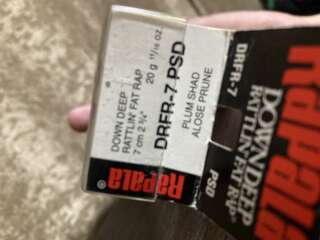 DOWN DEEP
RATTLIN' FAT RAP
7 cm 2 ¾" 20 g 11/16 oz
DRFR-7 PSD
PLUM SHAD
ALOSE PRUNE
Rapala
DRFR-7
Rapala
DOWN DEEP
RATTLIN' FAT RAP
PSD